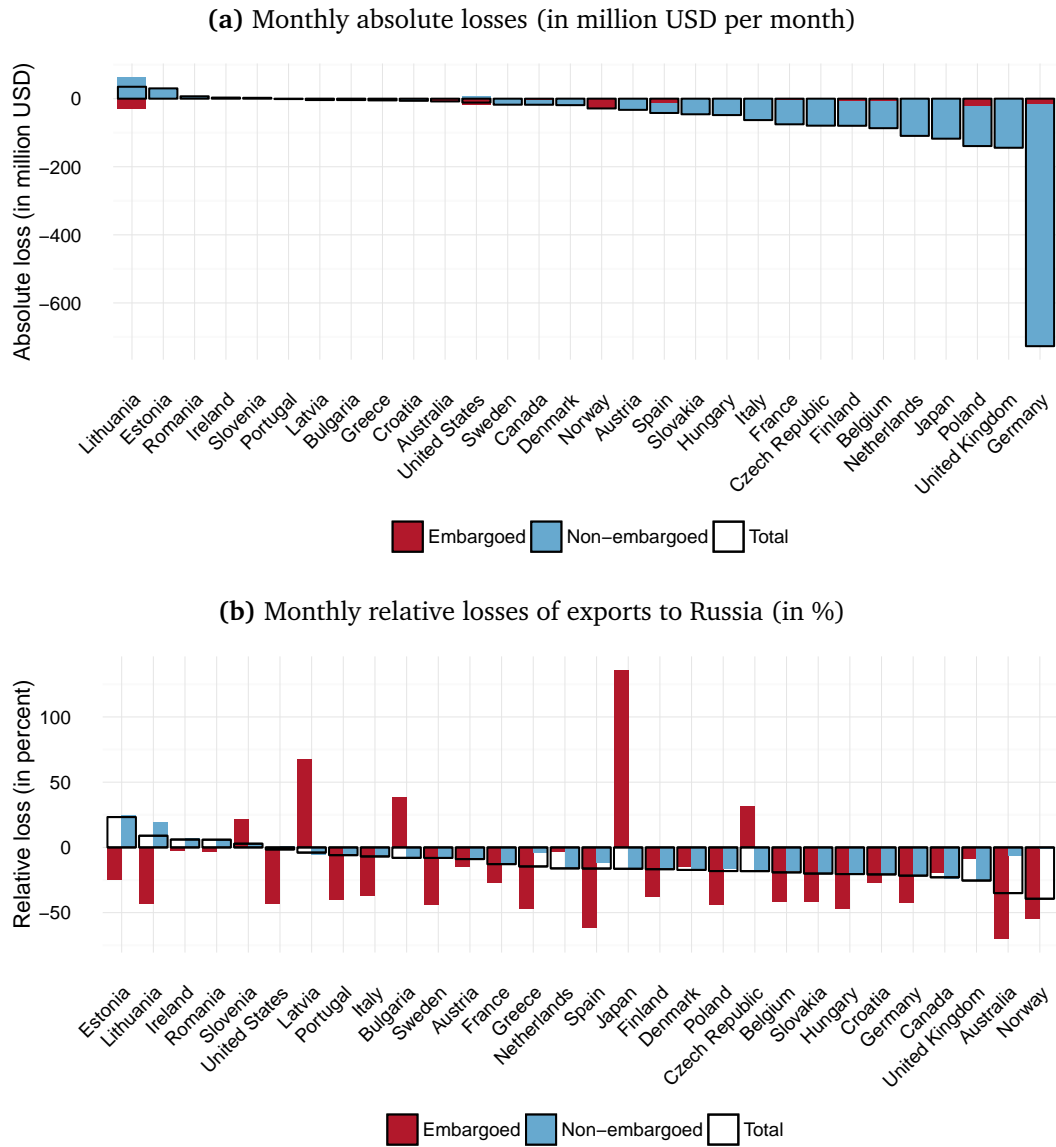 (a) Monthly absolute losses (in million USD per month)
Absolute loss (in million USD)
0
−200
−400
−600
Lithuania
Estonia
Romania
Ireland
Slovenia
Portugal
Latvia
Bulgaria
Greece
Croatia
Australia
United States
Sweden
Canada
Denmark
Norway
Austria
Spain
Slovakia
Hungary
Italy
France
Czech Republic
Finland
Belgium
Netherlands
Japan
Poland
United Kingdom
Germany
Embargoed Non−embargoed Total
(b) Monthly relative losses of exports to Russia (in %)
Relative loss (in percent)
100
50
0
−50
Estonia
Lithuania
Ireland
Romania
Slovenia
United States
Latvia
Portugal
Italy
Bulgaria
Sweden
Austria
France
Greece
Netherlands
Spain
Japan
Finland
Denmark
Poland
Czech Republic
Belgium
Slovakia
Hungary
Croatia
Germany
Canada
United Kingdom
Australia
Norway
Embargoed Non−embargoed Total